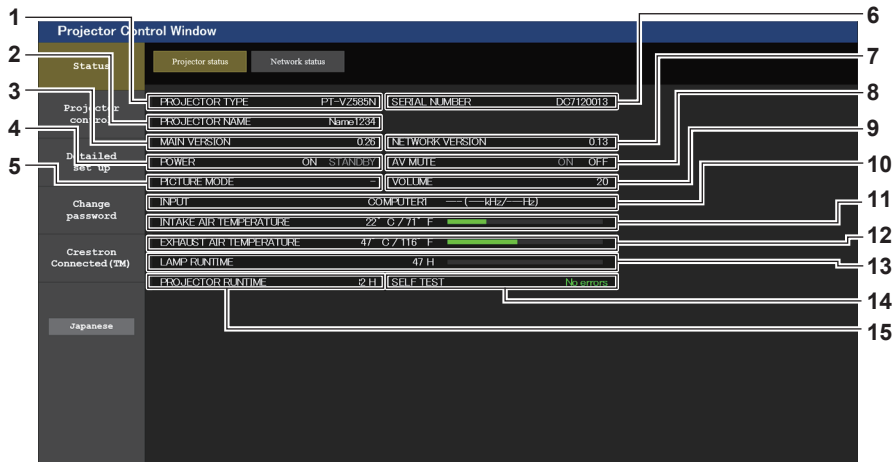 Projector Control Window
Status
Projector status
Network status
Projector control
Detailed set up
Change password
Crestron Connected(TM)
Japanese
PROJECTOR TYPE PT-VZ585N SERIAL NUMBER DC7120013
PROJECTOR NAME Name1234
MAIN VERSION 0.26 NETWORK VERSION 0.13
POWER ON STANDBY AV MUTE ON OFF
PICTURE MODE - VOLUME 20
INPUT COMPUTER1 ---(---kHz/---Hz)
INTAKE AIR TEMPERATURE 22° C / 71° F
EXHAUST AIR TEMPERATURE 47 C / 116° F
LAMP RUNTIME 47 H
PROJECTOR RUNTIME :2 H SELF TEST No errors
1
2
3
4
5
6
7
8
9
10
11
12
13
14
15